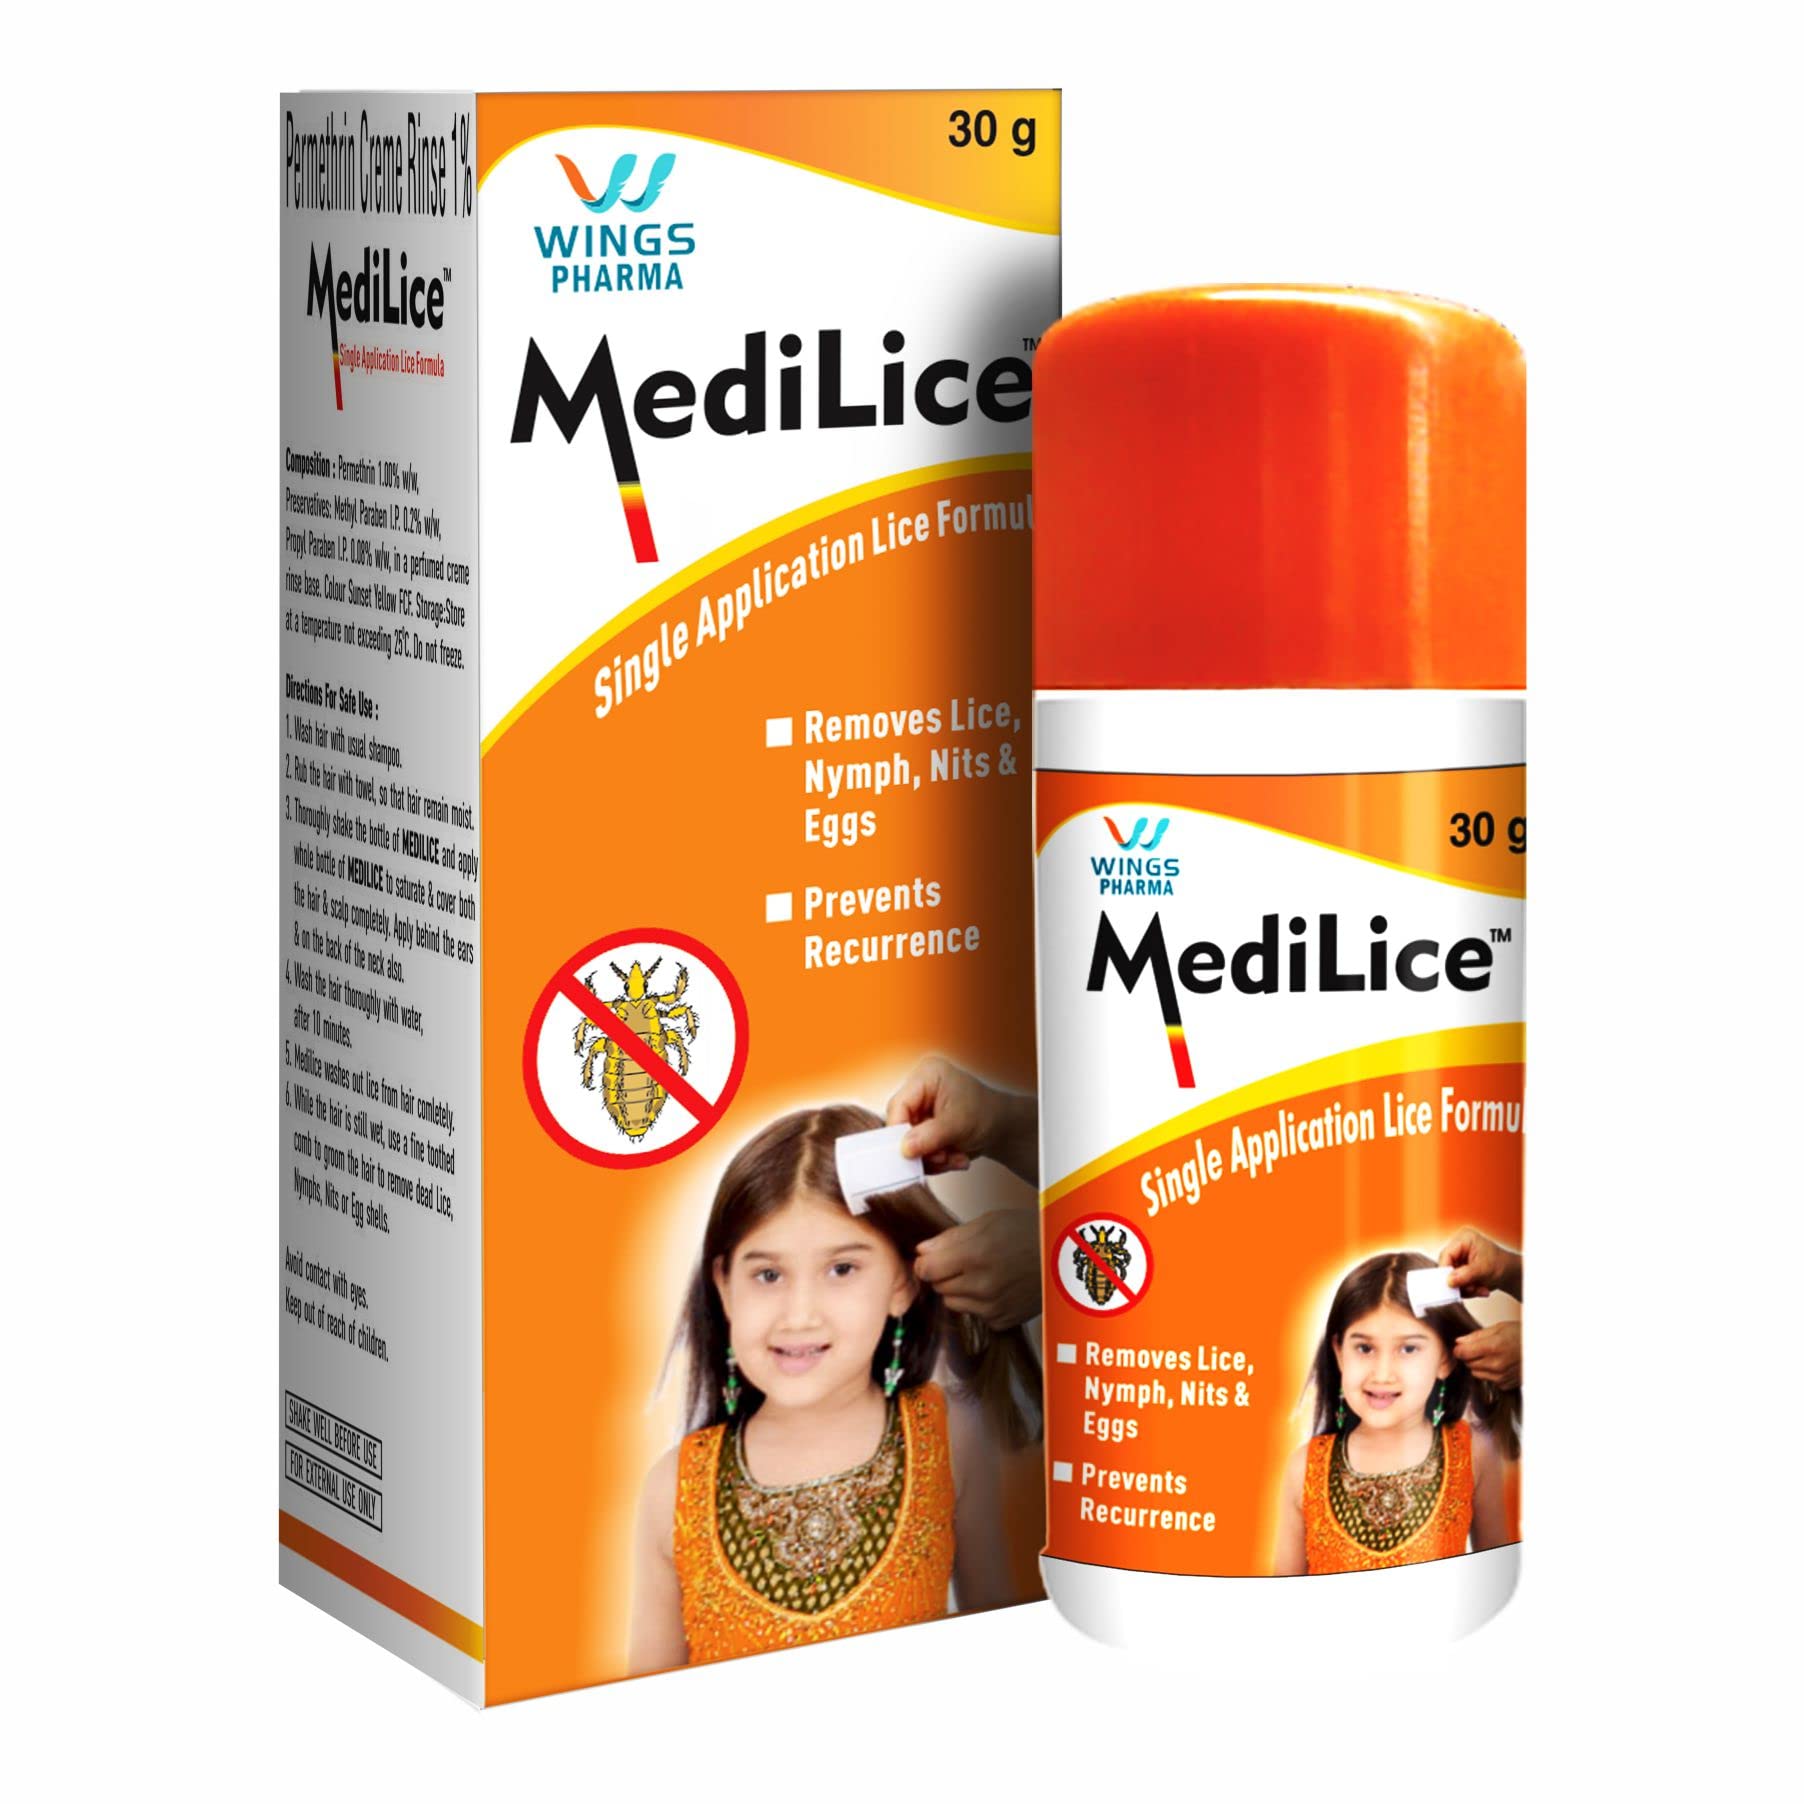 Permethrin Creme Rinse 1%
MediLice™
Single Application Lice Formula
Composition : Permethrin 1.00% w/w,
Preservatives: Methyl Paraben I.P. 0.2% w/w,
Propyl Paraben I.P. 0.08% w/w, in a perfumed creme
rinse base. Colour Sunset Yellow FCF. Storage:Store
at a temperature not exceeding 25°C. Do not freeze.
Directions For Safe Use :
1. Wash hair with usual shampoo.
2. Rub the hair with towel, so that hair remain moist.
3. Thoroughly shake the bottle of MEDILICE and apply
whole bottle of MEDILICE to saturate & cover both
the hair & scalp completely. Apply behind the ears
& on the back of the neck also.
4. Wash the hair thoroughly with water,
after 10 minutes.
5. Medilice washes out lice from hair comletely.
6. While the hair is still wet, use a fine toothed
comb to groom the hair to remove dead Lice,
Nymphs, Nits or Egg shells.
Avoid contact with eyes.
Keep out of reach of children.
SHAKE WELL BEFORE USE
FOR EXTERNAL USE ONLY
30 g
WINGS
PHARMA
MediLice™
Single Application Lice Formul
Removes Lice,
Nymph, Nits &
Eggs
Prevents
Recurrence
30 g
WINGS
PHARMA
MediLice™
Single Application Lice Formu
Removes Lice,
Nymph, Nits &
Eggs
Prevents
Recurrence